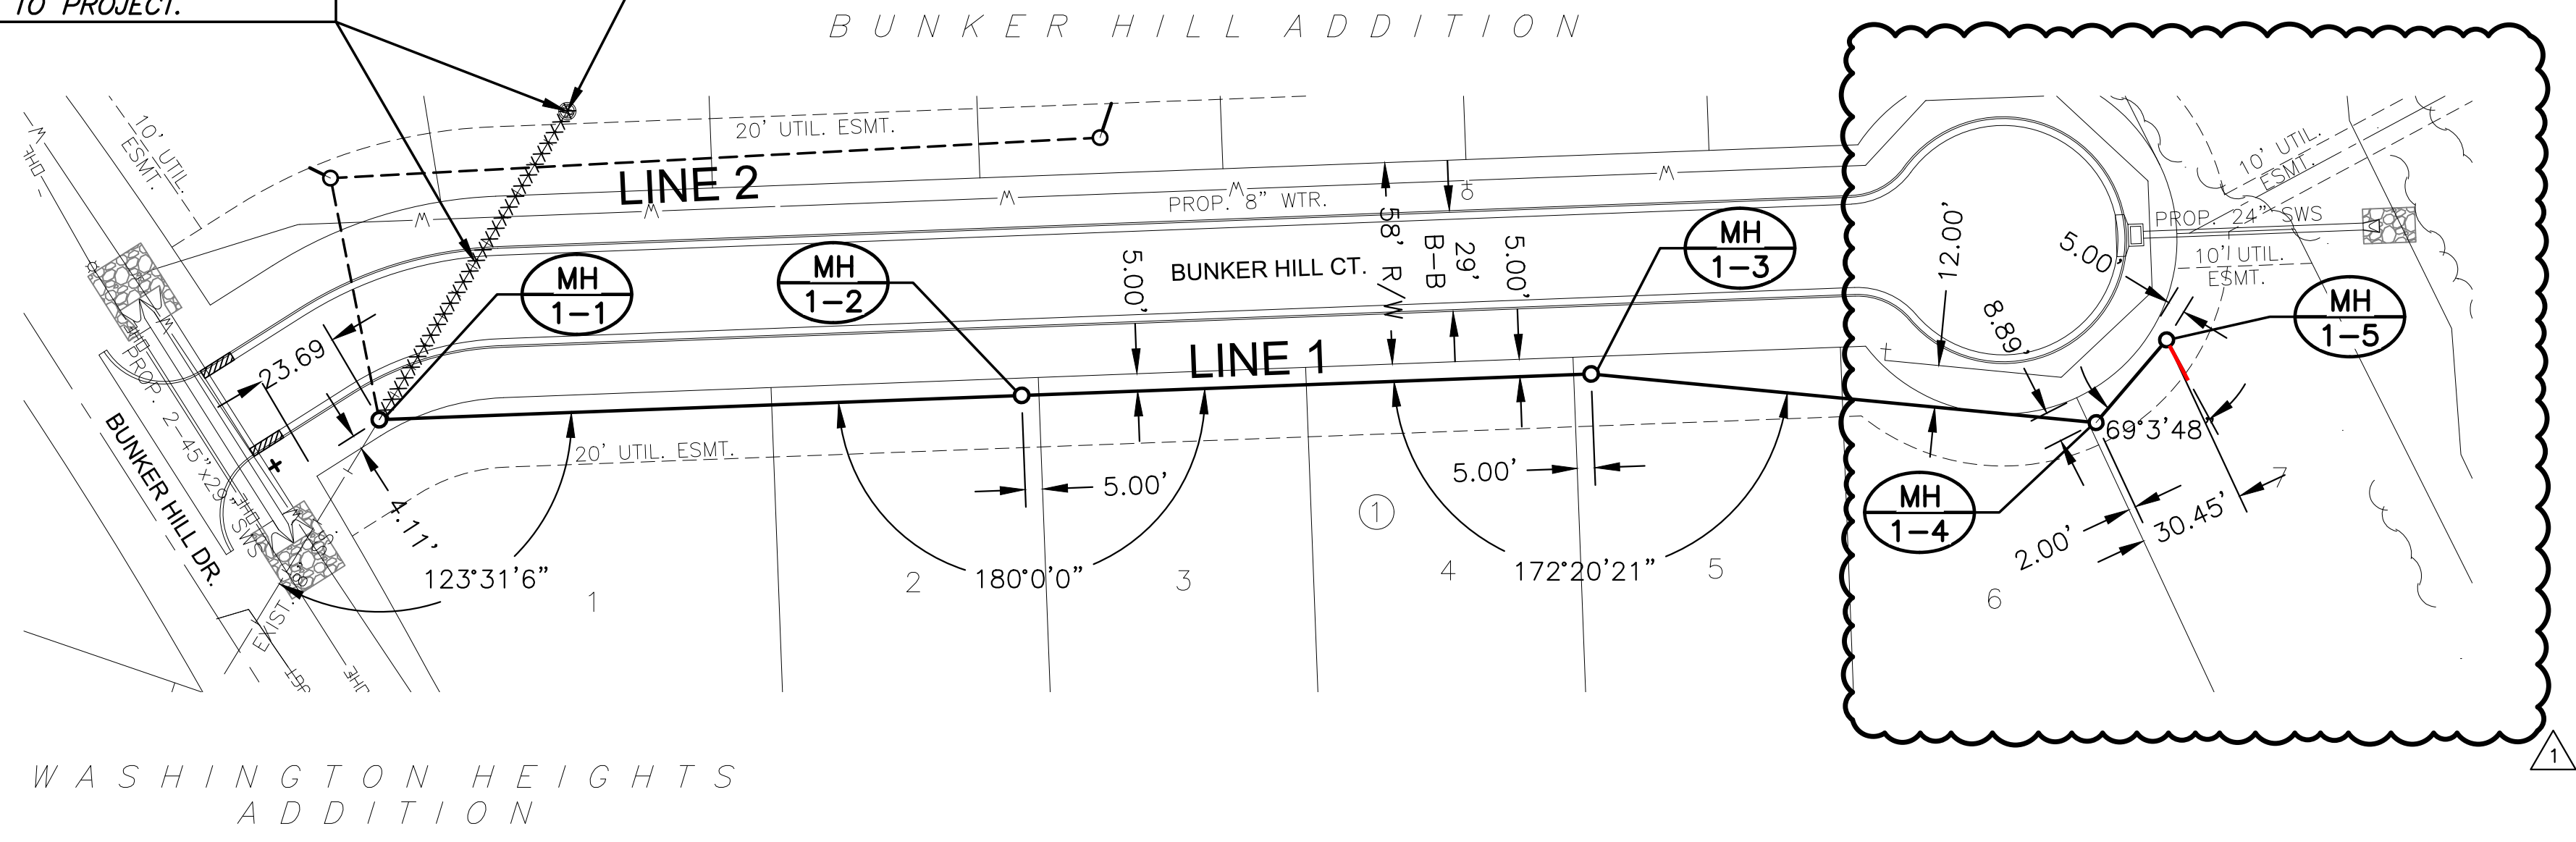 TO PROJECT.
BUNKER HILL ADDITION
10' UTIL.
ESMT.
20' UTIL. ESMT.
LINE 2
PROP. 8" WTR.
W
W
W
W
W
58' R/W
29'
B-B
5.00'
5.00'
BUNKER HILL CT.
MH
1-1
MH
1-2
MH
1-3
LINE 1
12.00'
8.89'
5.00'
PROP. 24" SWS
10' UTIL.
ESMT.
10' UTIL.
ESMT.
MH
1-5
MH
1-4
69°3'48"
2.00'
30.45'
23.69
4.11'
OHE
W
PROP. 2-45"x29" SWS
OHE
OHE
BUNKER HILL DR.
EXIST. 8"
20' UTIL. ESMT.
5.00'
5.00'
123°31'6"
180°0'0"
172°20'21"
1
1
2
3
4
5
6
7
OHE
WASHINGTON HEIGHTS
ADDITION
1